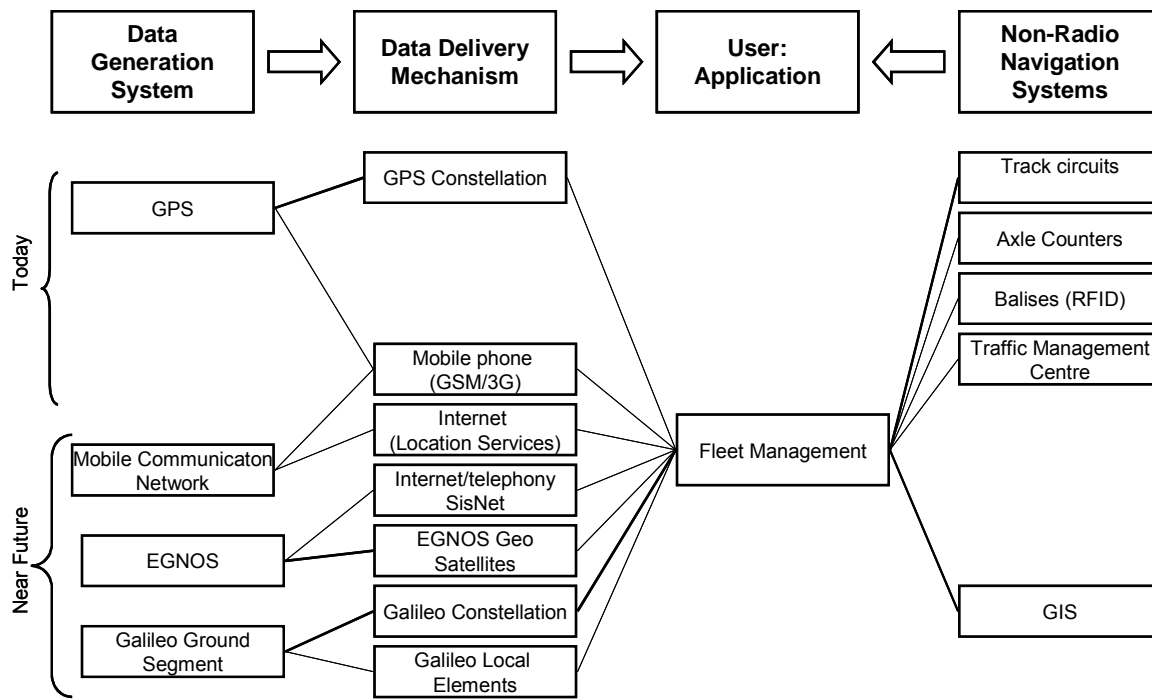 Data
Generation
System
Data Delivery
Mechanism
User:
Application
Non-Radio
Navigation
Systems
Today
GPS
GPS Constellation
Track circuits
Axle Counters
Balises (RFID)
Traffic Management
Centre
Mobile phone
(GSM/3G)
Internet
(Location Services)
Fleet Management
Near Future
Mobile Communicaton
Network
Internet/telephony
SisNet
EGNOS
EGNOS Geo
Satellites
Galileo Constellation
GIS
Galileo Ground
Segment
Galileo Local
Elements